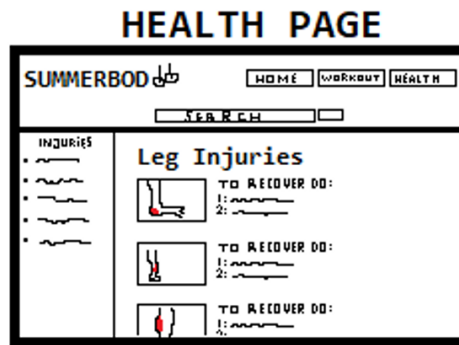 HEALTH PAGE
SUMMERBOD
HOME WORKOUT HEALTH
SEARCH
INJURIES
Leg Injuries
TO RECOVER DO:
1:
2:
TO RECOVER DO:
1:
2:
TO RECOVER DO:
1: